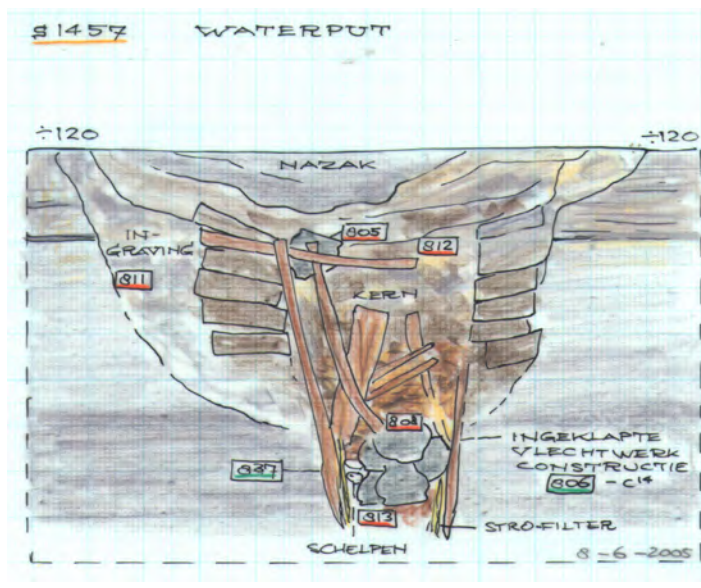 S1457 WATERPUT
÷120 ÷120
NAZAK
IN-
GRAVING
811
805
812
KERN
808
837
INGEKLAPTE
VLECHTWERK
CONSTRUCTIE
806 - C14
813
STRO-FILTER
SCHELPEN
8-6-2005